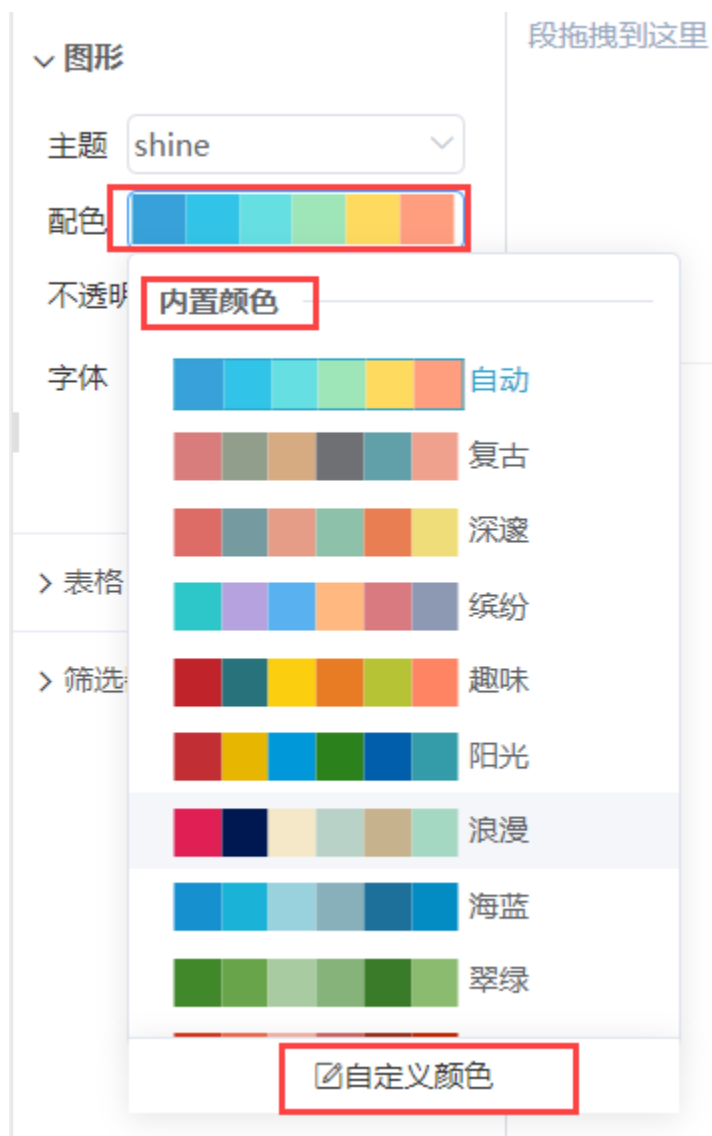 段拖拽到这里
图形
主题 shine
配色
不透明
内置颜色
自动
字体
复古
深邃
缤纷
表格
筛选
趣味
阳光
浪漫
海蓝
翠绿
自定义颜色